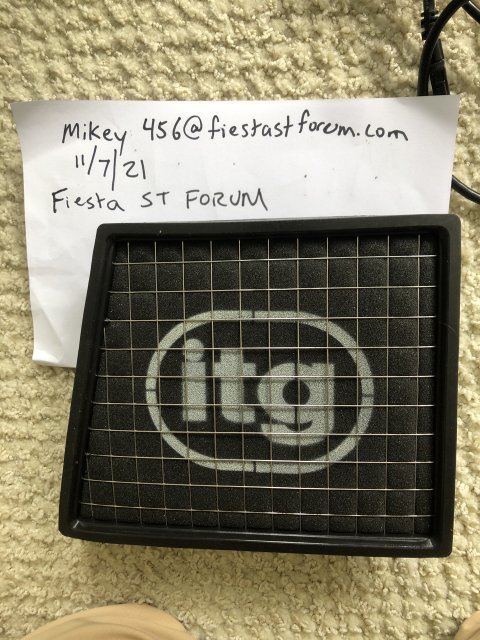 Mikey 456@fiestastforum.com
11/7/21
Fiesta ST FORUM
itg